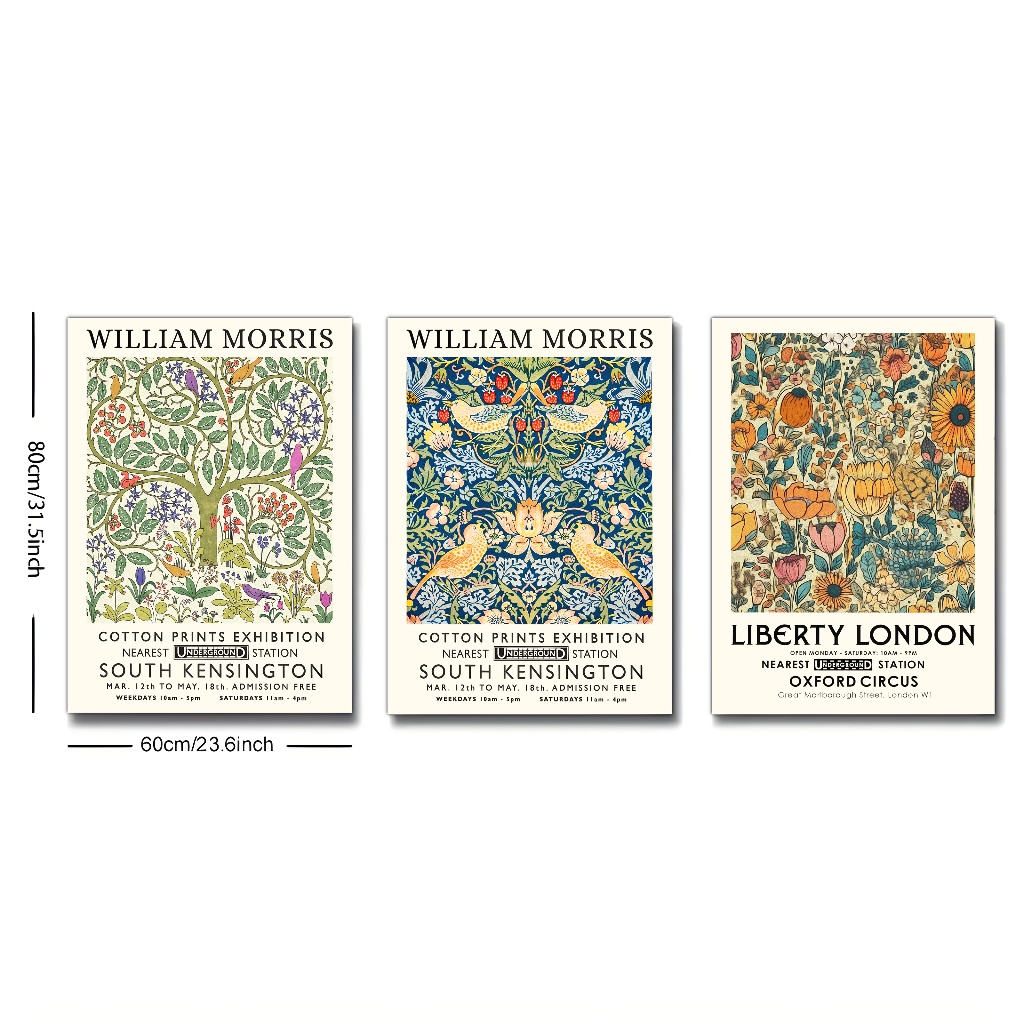 80cm/31.5inch
60cm/23.6inch
WILLIAM MORRIS
COTTON PRINTS EXHIBITION
NEAREST UNDERGROUND STATION
SOUTH KENSINGTON
MAR. 12th TO MAY. 18th. ADMISSION FREE
WEEKDAYS 10am - 5pm SATURDAYS 11am - 4pm
WILLIAM MORRIS
COTTON PRINTS EXHIBITION
NEAREST UNDERGROUND STATION
SOUTH KENSINGTON
MAR. 12th TO MAY. 18th. ADMISSION FREE
WEEKDAYS 10am - 5pm SATURDAYS 11am - 4pm
LIBERTY LONDON
OPEN MONDAY - SATURDAY: 10AM - 9PM
NEAREST UNDERGROUND STATION
OXFORD CIRCUS
Great Marlborough Street, London W1